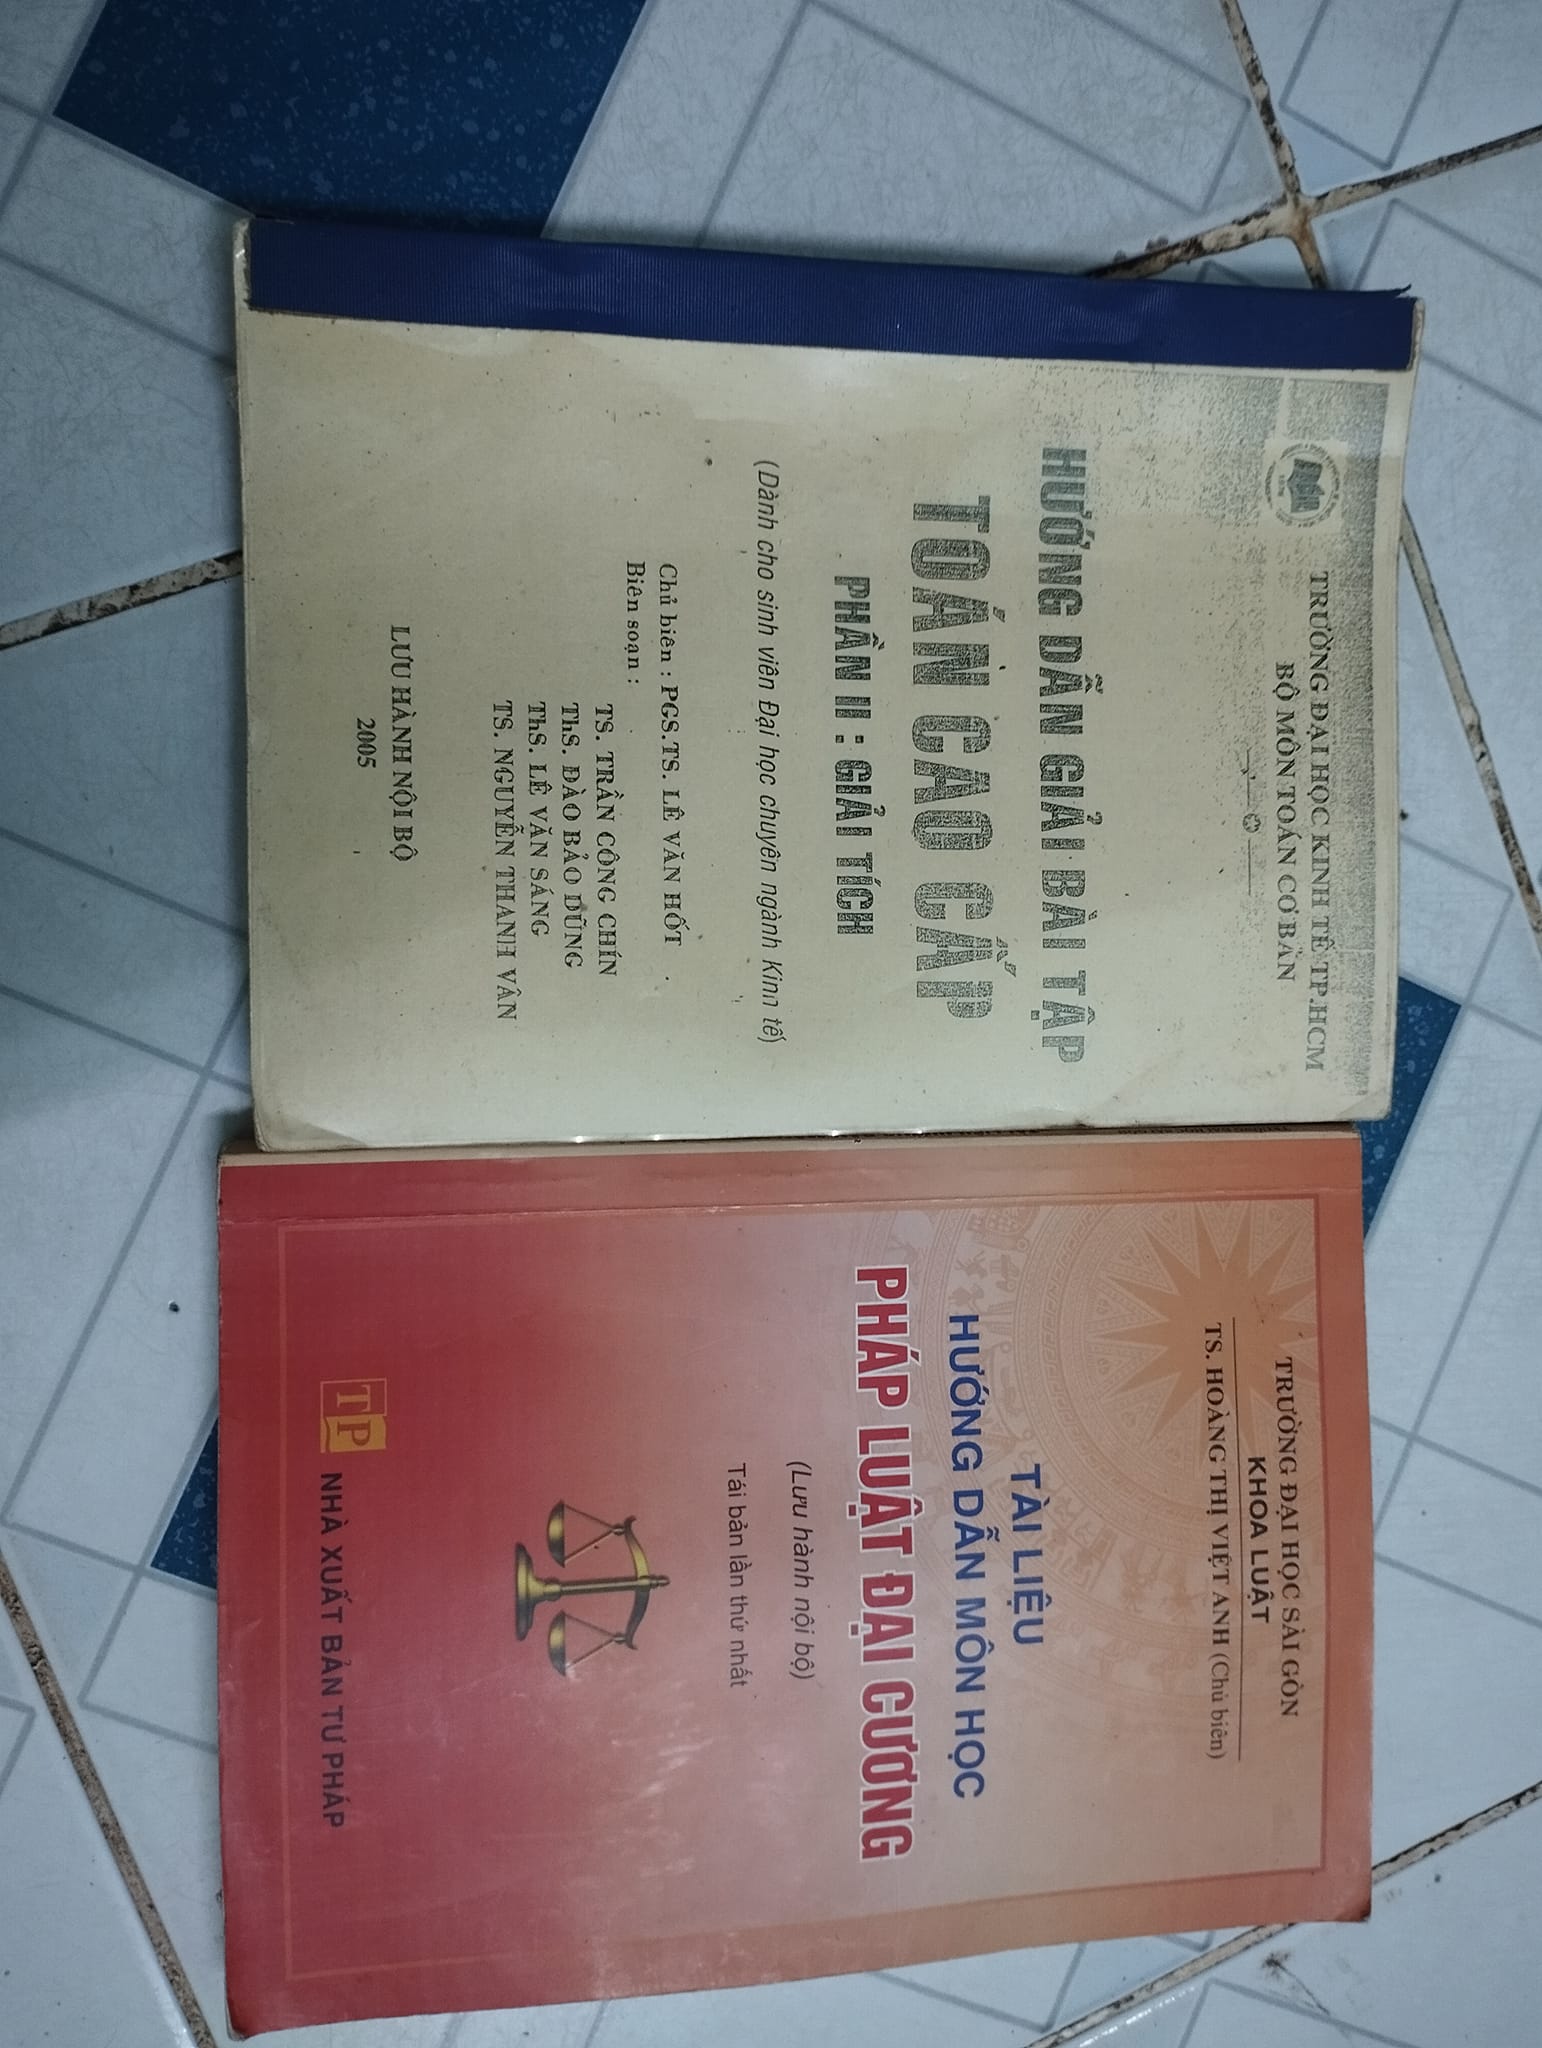 TRƯỜNG ĐẠI HỌC KINH TẾ TP.HCM
BỘ MÔN TOÁN CƠ BẢN
HƯỚNG DẪN GIẢI BÀI TẬP
TOÁN CAO CẤP
PHẦN II : GIẢI TÍCH
(Dành cho sinh viên Đại học chuyên ngành Kinh tế)
Chủ biên : PGS.TS. LÊ VĂN HỐT
Biên soạn :
TS. TRẦN CÔNG CHÍN
ThS. ĐÀO BẢO DŨNG
ThS. LÊ VĂN SÁNG
TS. NGUYỄN THANH VÂN
LƯU HÀNH NỘI BỘ
2005
TRƯỜNG ĐẠI HỌC SÀI GÒN
KHOA LUẬT
TS. HOÀNG THỊ VIỆT ANH (Chủ biên)
TÀI LIỆU
HƯỚNG DẪN MÔN HỌC
PHÁP LUẬT ĐẠI CƯƠNG
(Lưu hành nội bộ)
Tái bản lần thứ nhất
TP
NHÀ XUẤT BẢN TƯ PHÁP